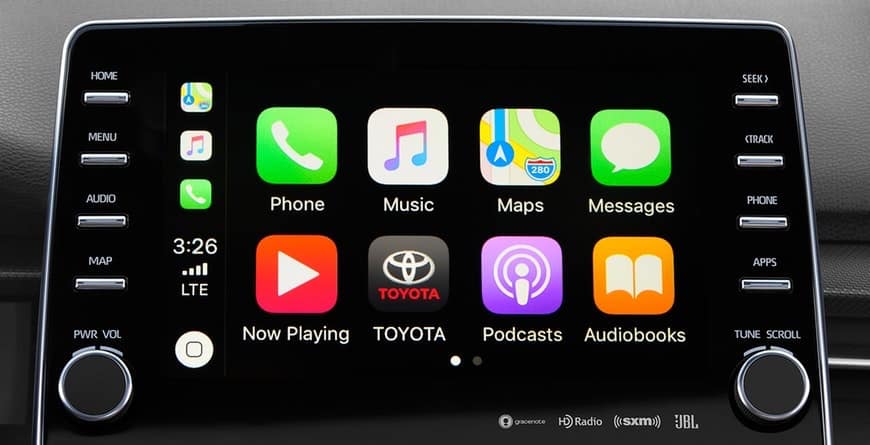 HOME
MENU
AUDIO
MAP
PWR VOL
3:26
LTE
Phone Music Maps Messages
280
TOYOTA
Now Playing TOYOTA Podcasts Audiobooks
SEEK >
< TRACK
PHONE
APPS
TUNE SCROLL
gracenote HD Radio ((sxm)) JBL